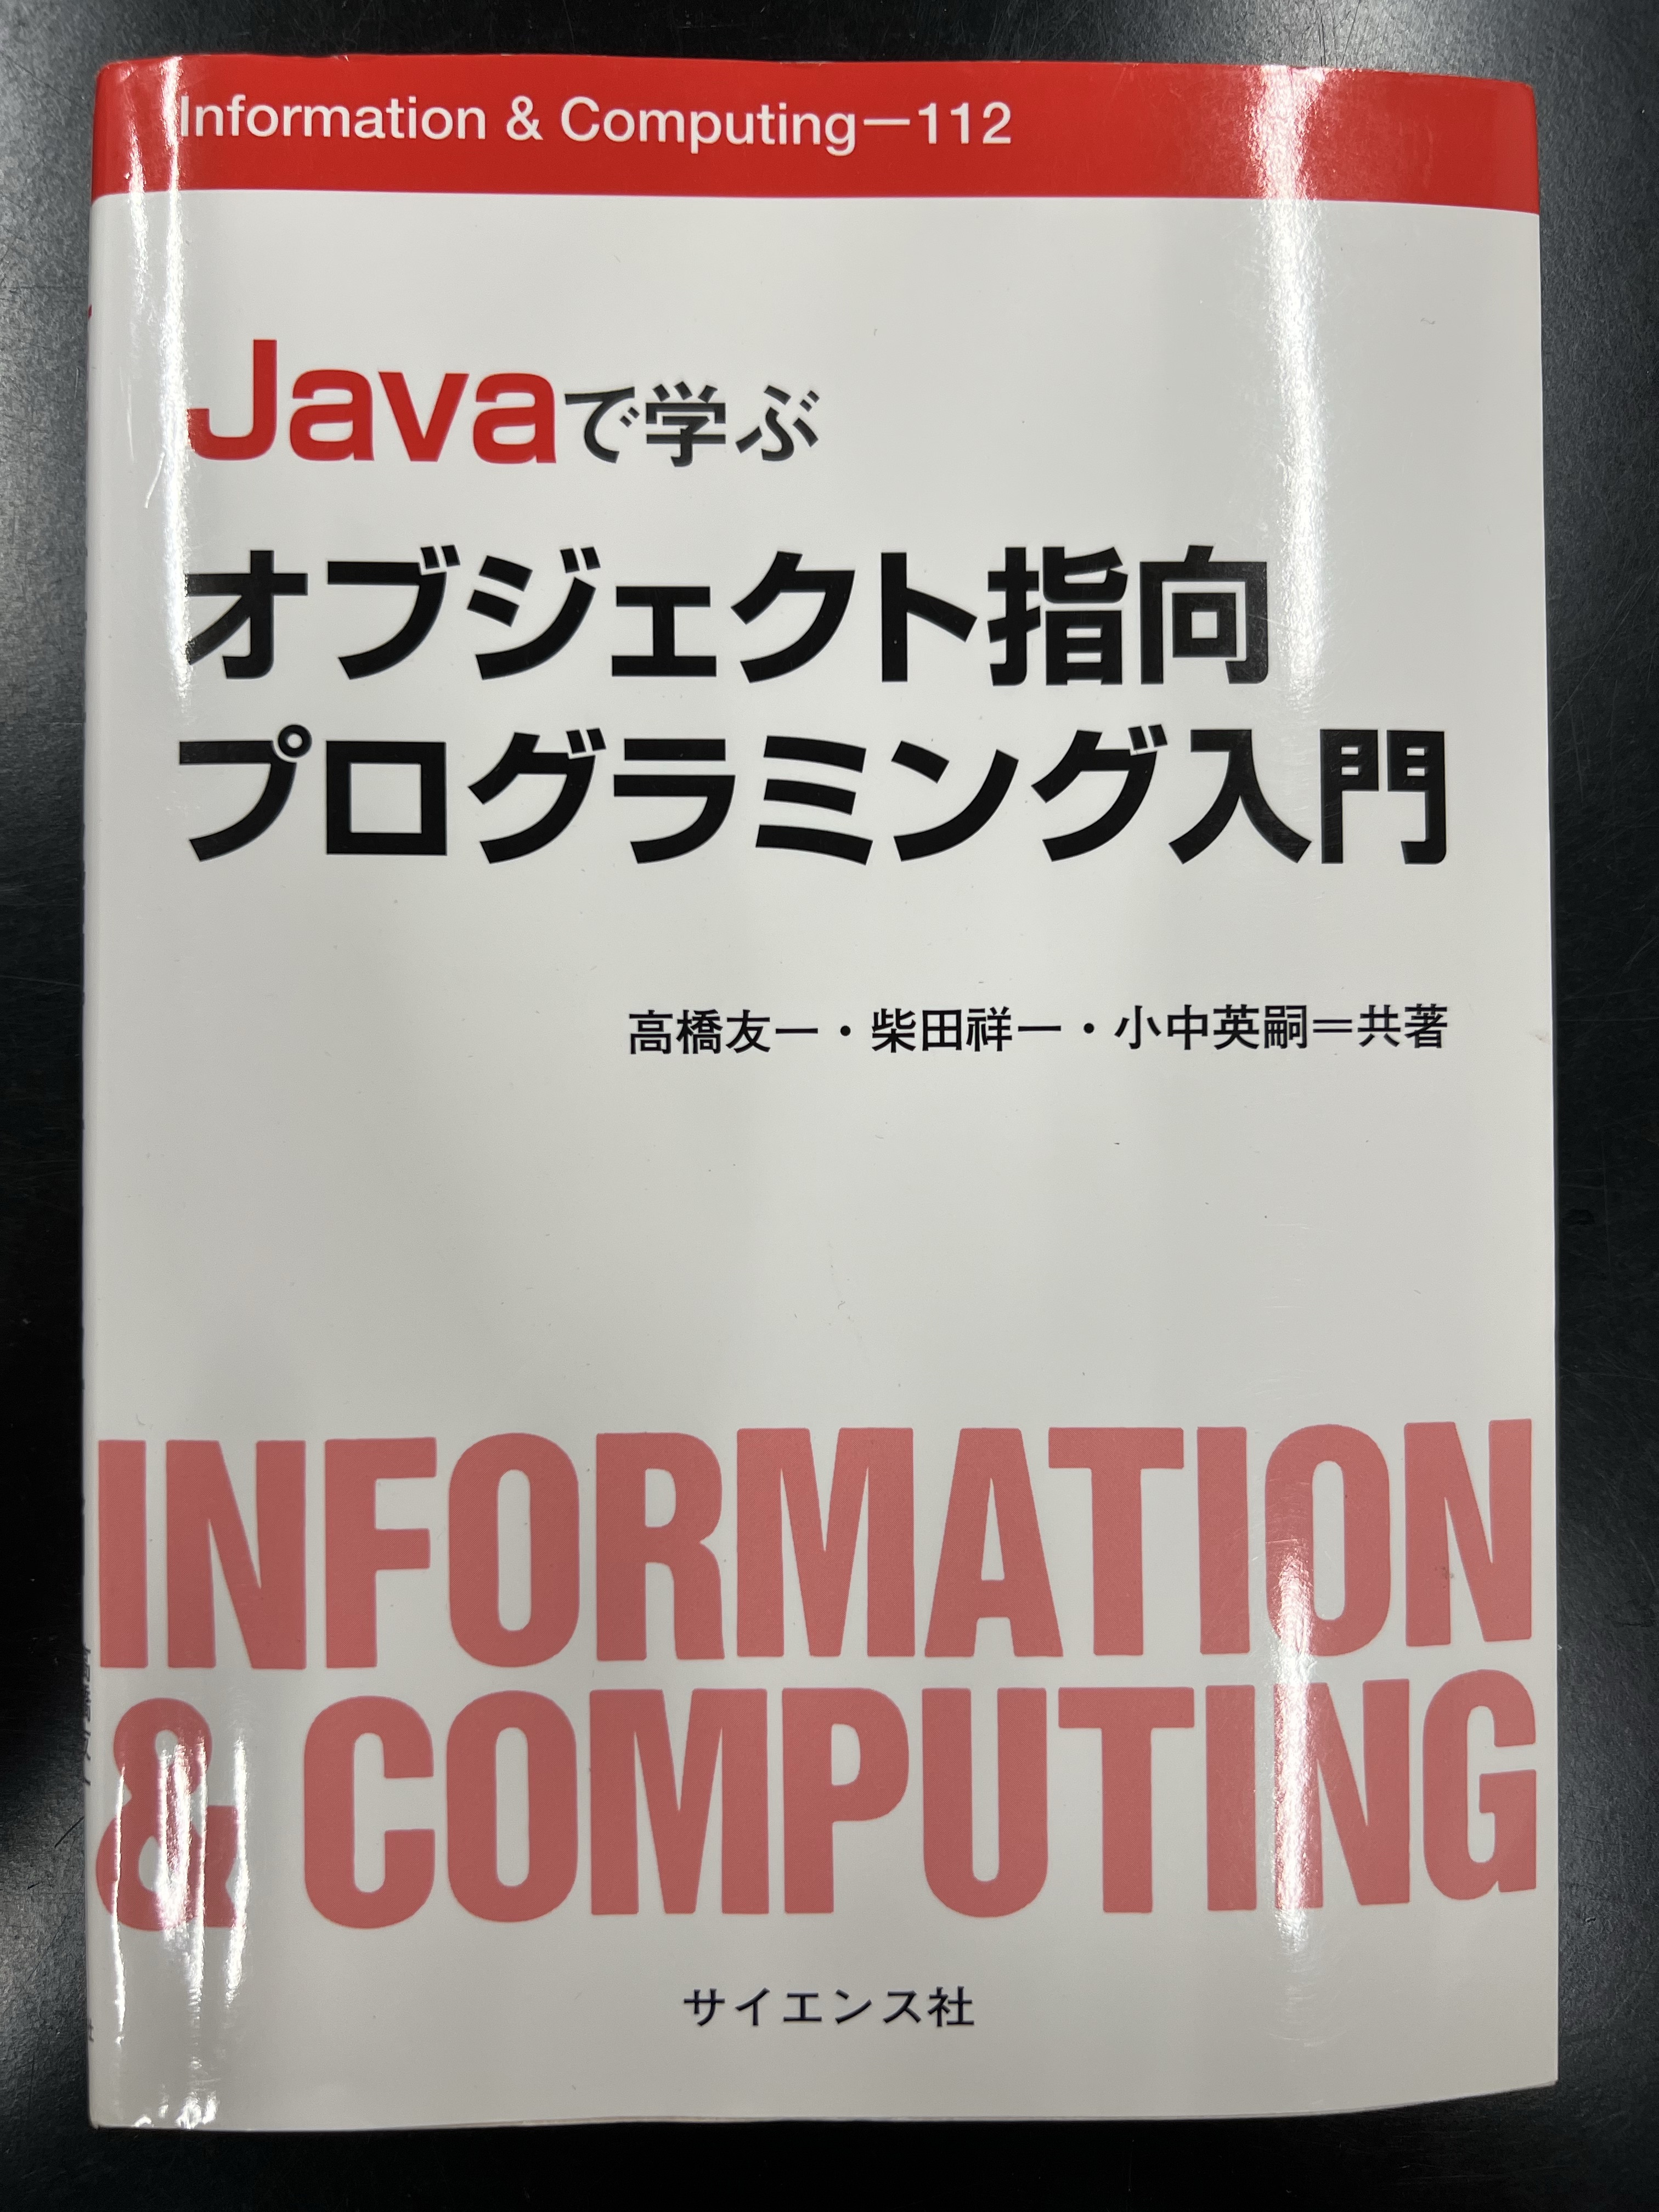 Information & Computing—112
Javaで学ぶ
オブジェクト指向
プログラミング入門
高橋友一・柴田祥一・小中英嗣＝共著
INFORMATION
& COMPUTING
サイエンス社